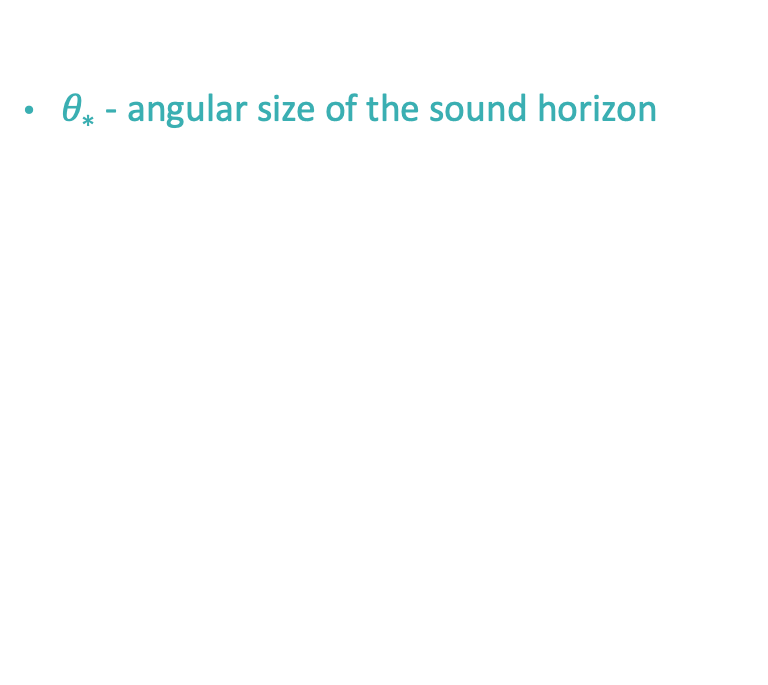 • θ* - angular size of the sound horizon